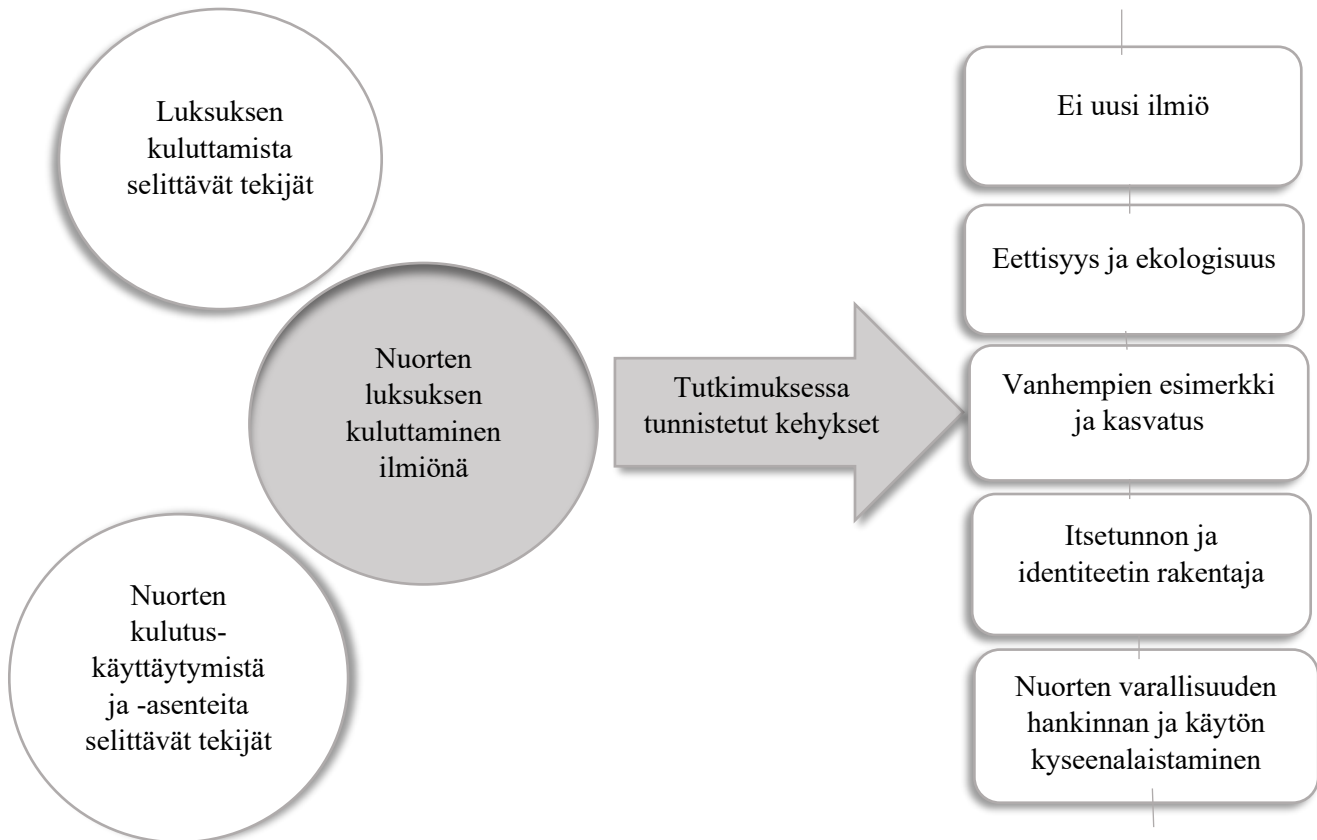 Luksuksen
kuluttamista
selittävät tekijät
Nuorten
luksuksen
kuluttaminen
ilmiönä
Nuorten
kulutus-
käyttäytymistä
ja -asenteita
selittävät tekijät
Tutkimuksessa
tunnistetut kehykset
Ei uusi ilmiö
Eettisyys ja ekologisuus
Vanhempien esimerkki
ja kasvatus
Itsetunnon ja
identiteetin rakentaja
Nuorten varallisuuden
hankinnan ja käytön
kyseenalaistaminen